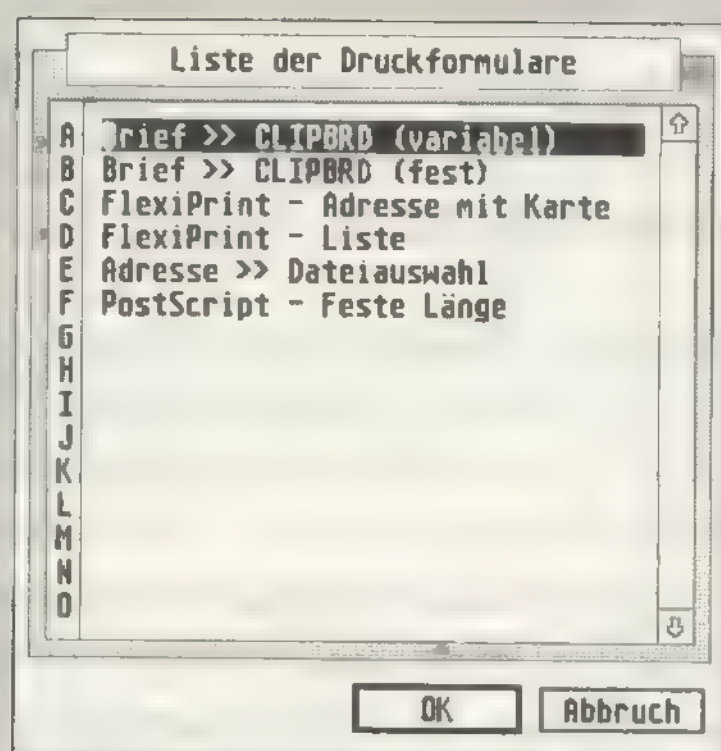 Liste der Druckformulare
A Brief >> CLIPBRD (variabel)
B Brief >> CLIPBRD (fest)
C FlexiPrint - Adresse mit Karte
D FlexiPrint - Liste
E Adresse >> Dateiauswahl
F PostScript - Feste Länge
G
H
I
J
K
L
M
N
O
OK Abbruch